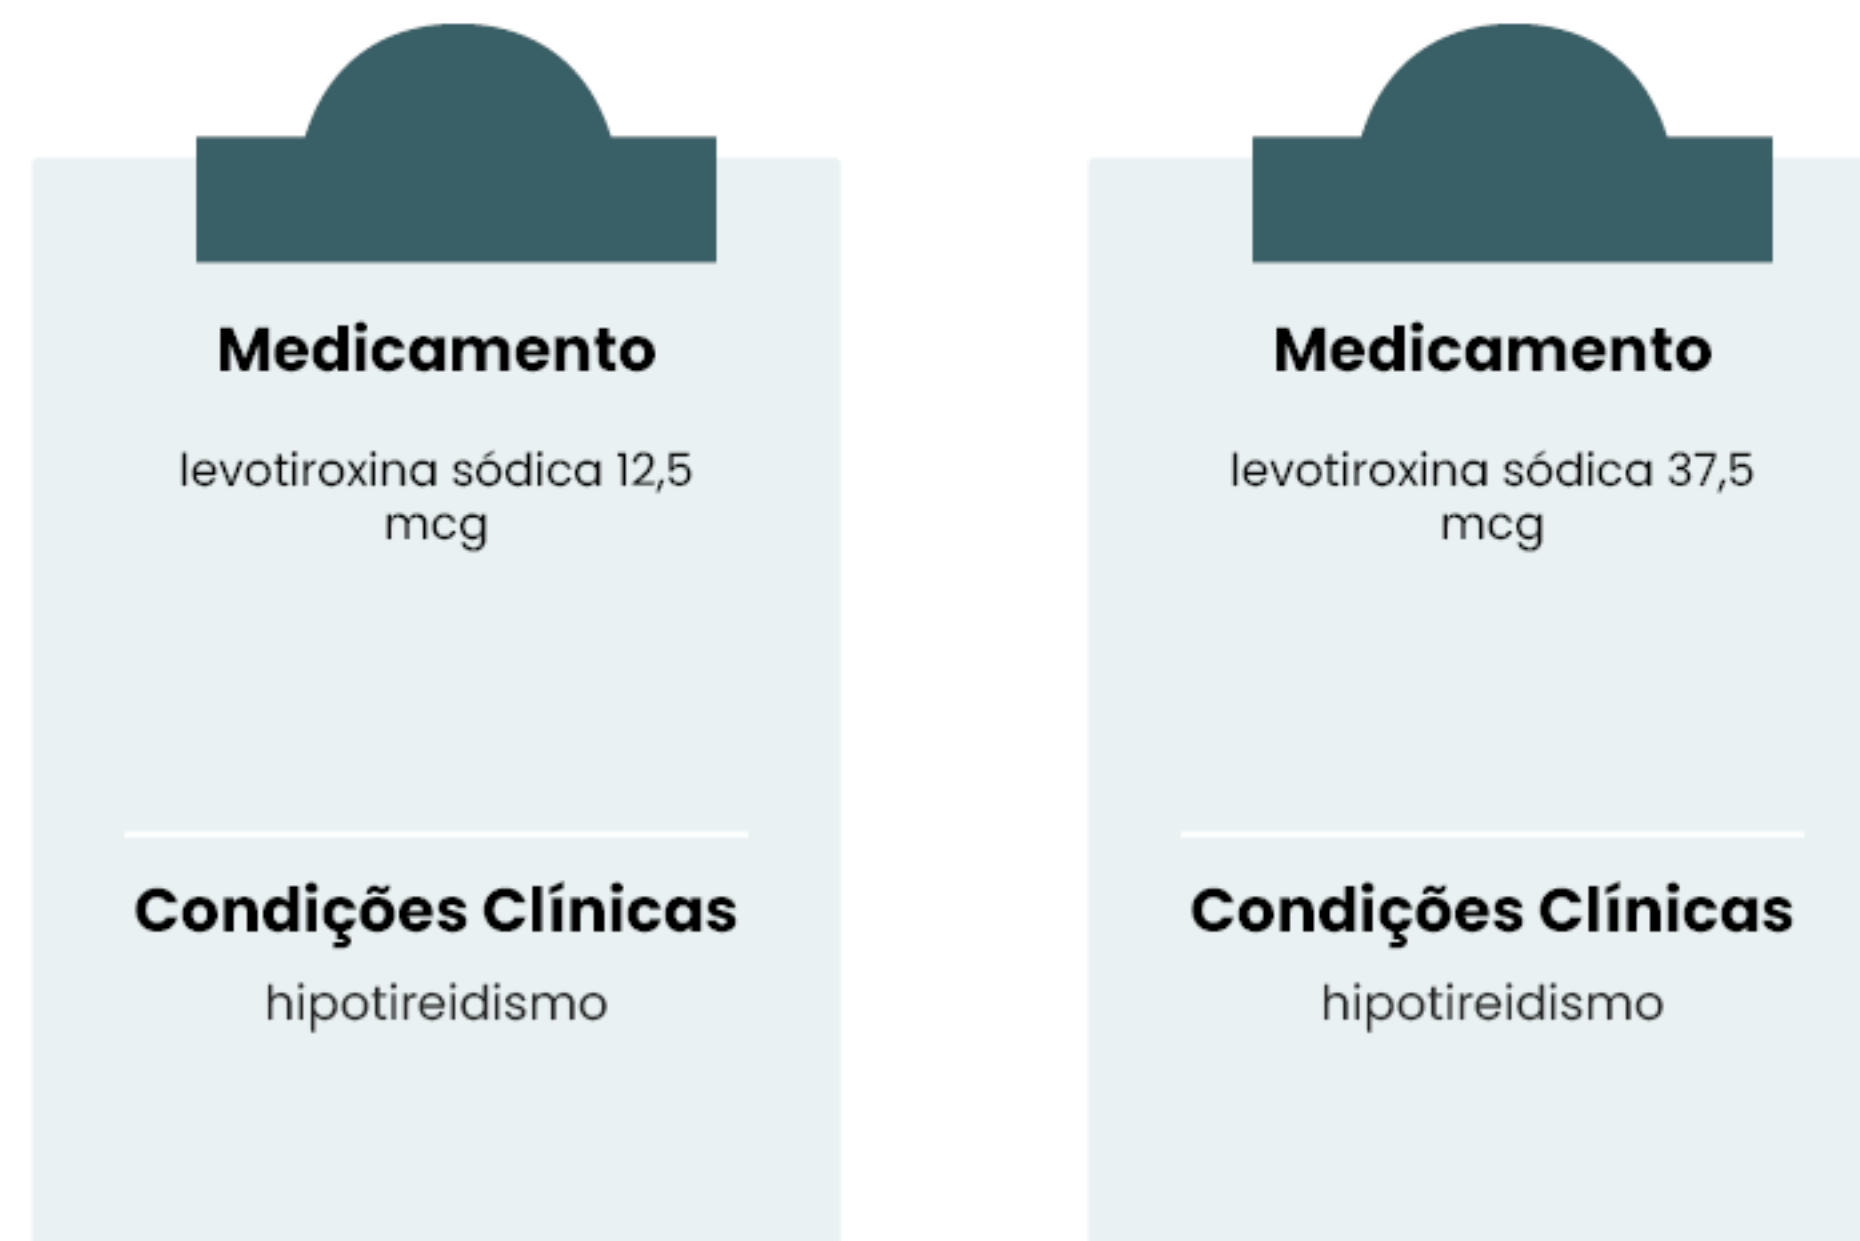 Medicamento
levotiroxina sódica 12,5
mcg
Condições Clínicas
hipotireidismo
Medicamento
levotiroxina sódica 37,5
mcg
Condições Clínicas
hipotireidismo